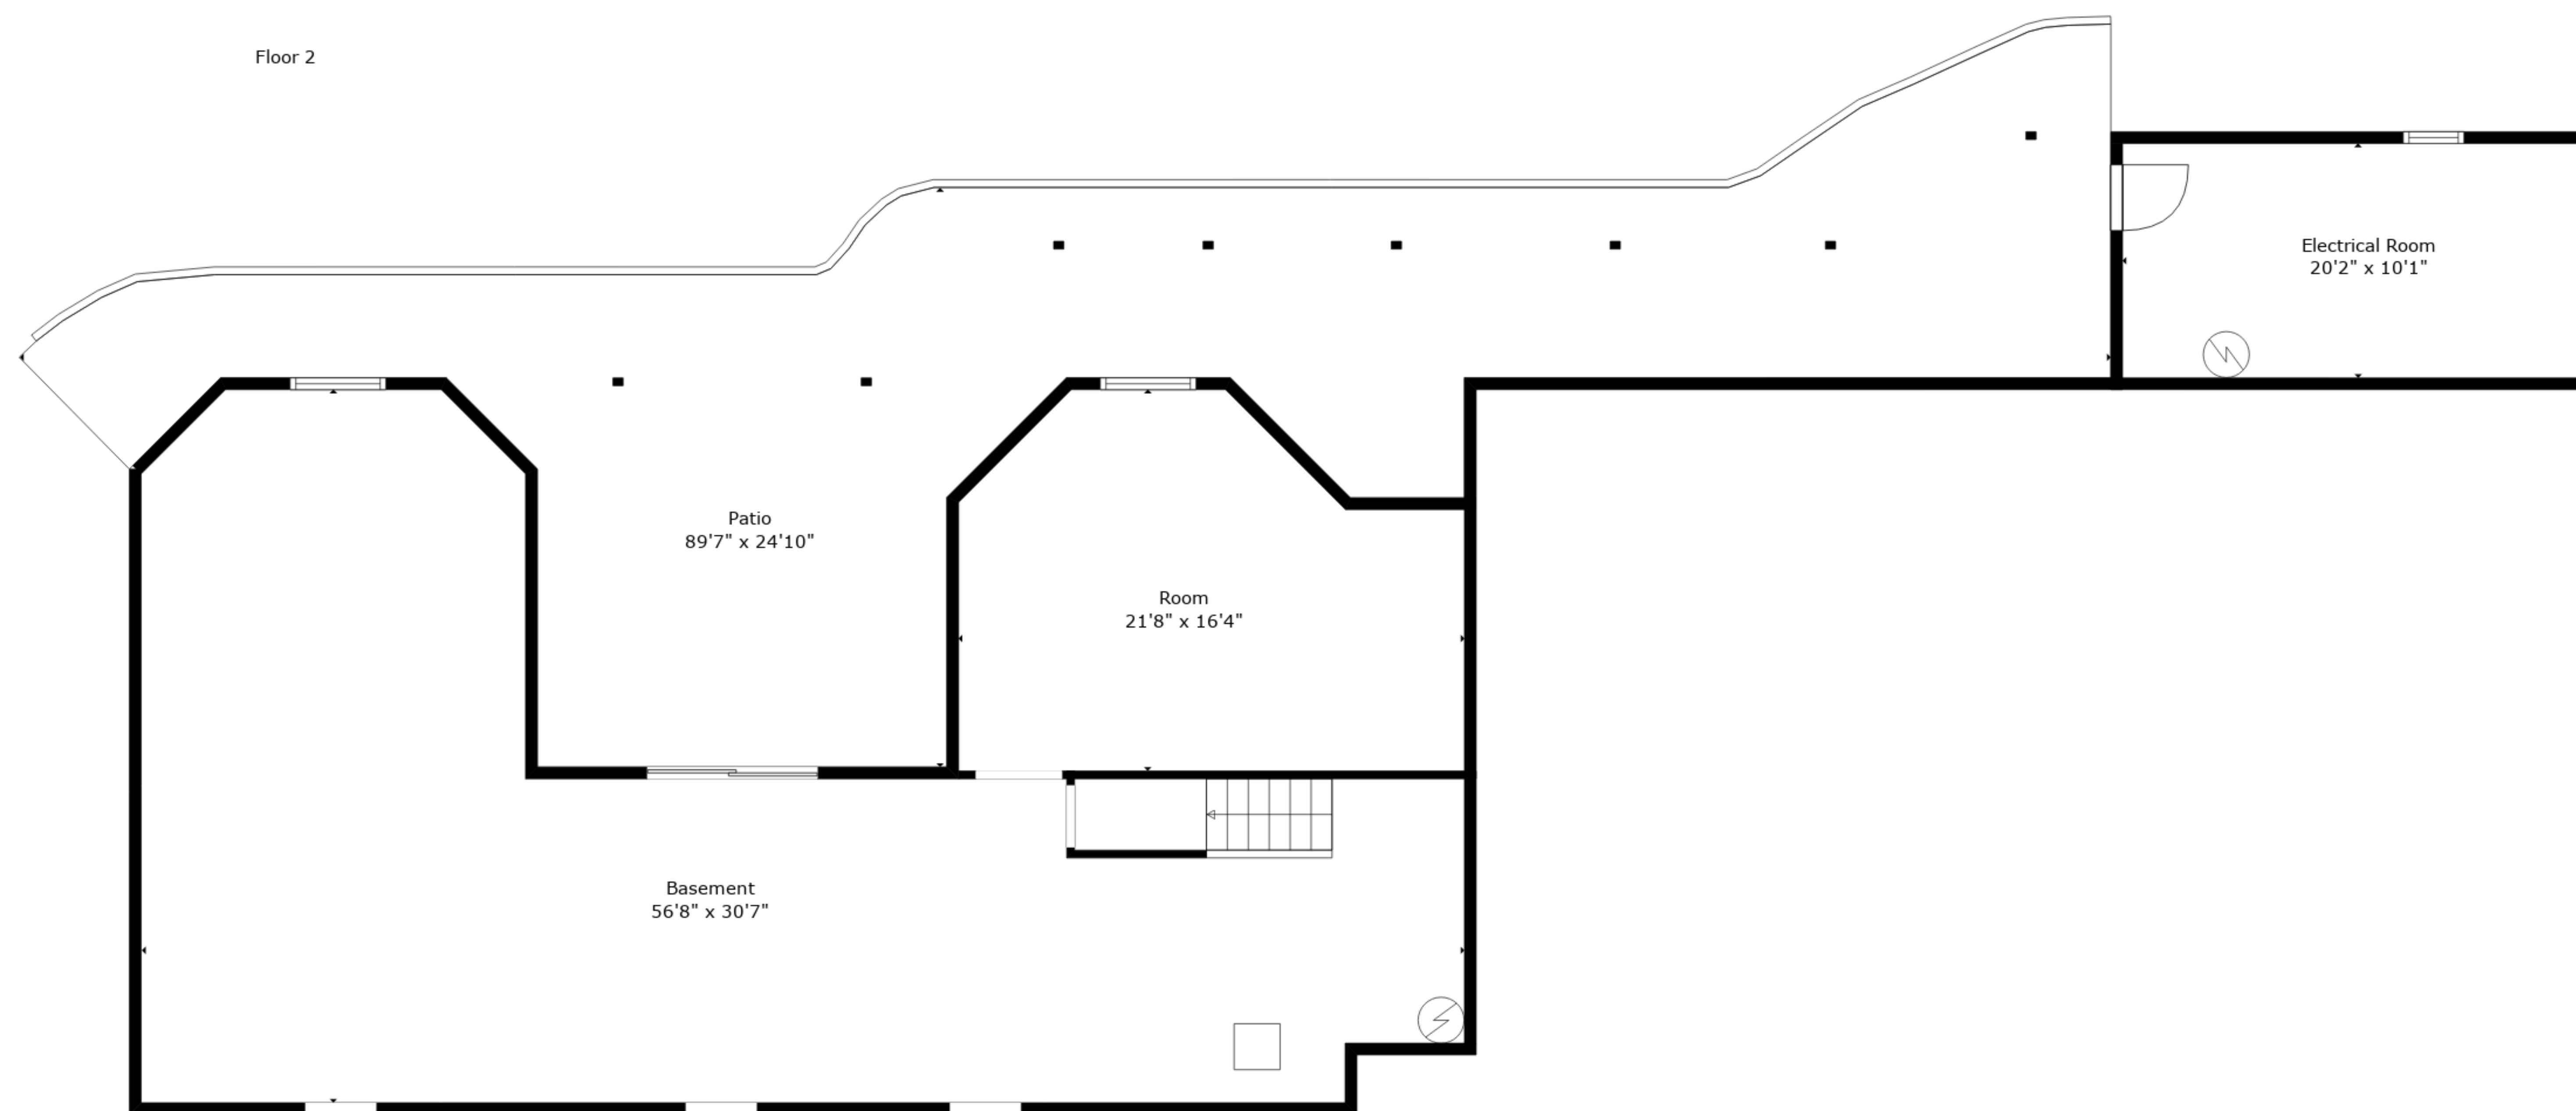 Floor 2
Electrical Room
20'2" x 10'1"
Patio
89'7" x 24'10"
Room
21'8" x 16'4"
Basement
56'8" x 30'7"